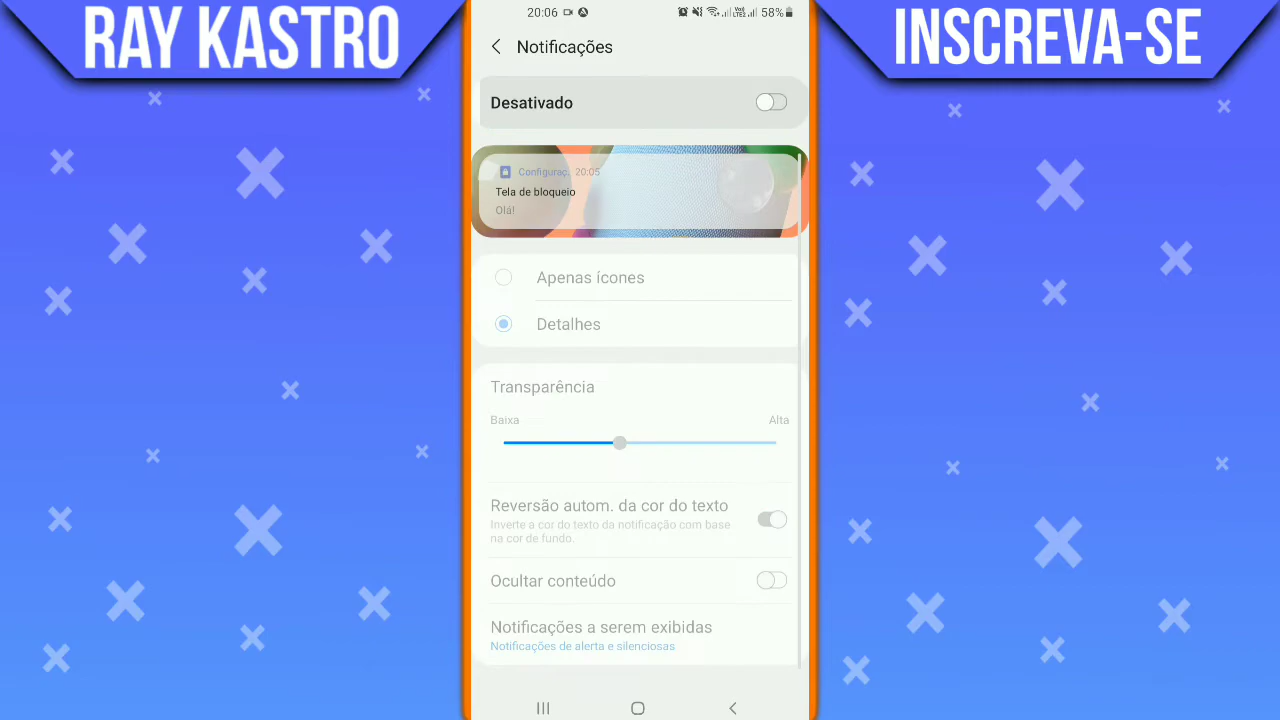 RAY KASTRO
INSCREVA-SE
20:06
58%
Notificações
Desativado
Configuraç. 20:05
Tela de bloqueio
Olá!
Apenas ícones
Detalhes
Transparência
Baixa
Alta
Reversão autom. da cor do texto
Inverte a cor do texto da notificação com base
na cor de fundo.
Ocultar conteúdo
Notificações a serem exibidas
Notificações de alerta e silenciosas